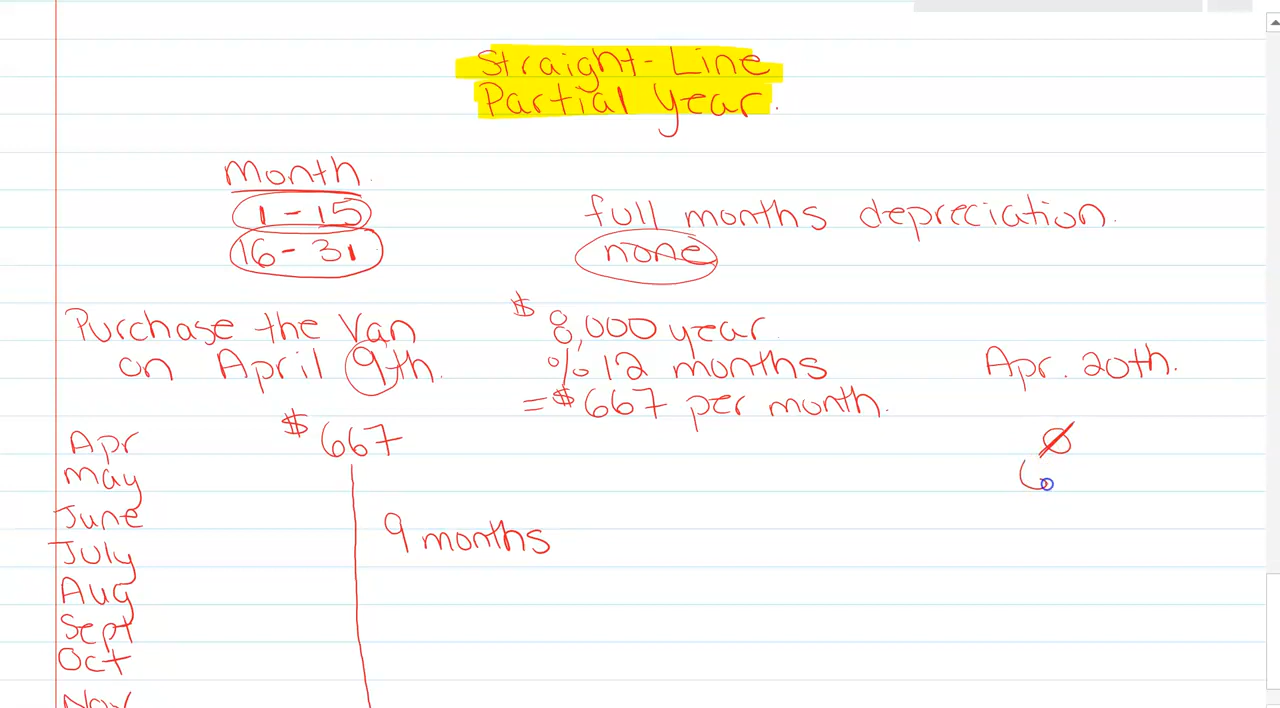 Straight-Line
Partial Year.
Month
1-15 full months depreciation.
16-31 none
Purchase the Van $8,000 year
on April 9th. % 12 months Apr. 20th.
= $667 per month.
Apr $667 Ø
May 6
June
9 months
July
Aug
Sept
Oct
Nov